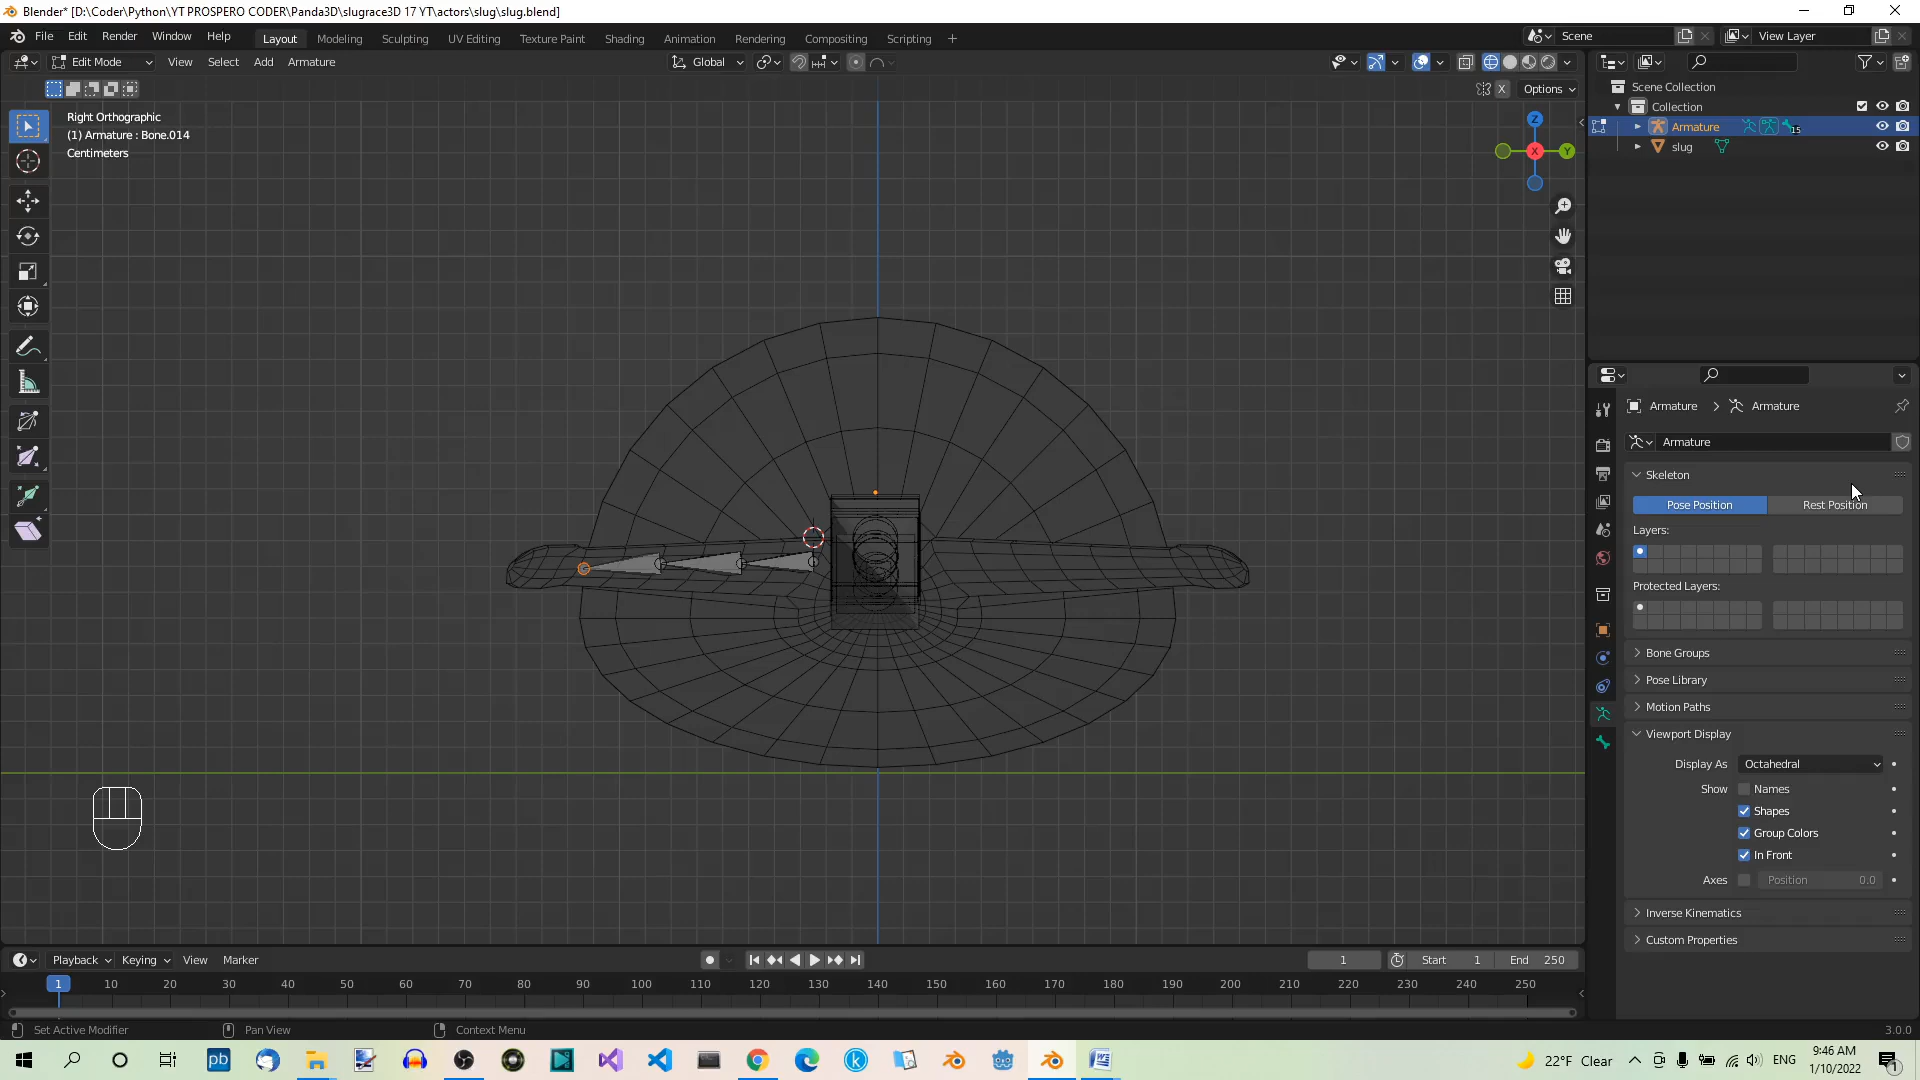 Blender* [D:\Coder\Python\YT PROSPERO CODER\Panda3D\slugrace3D 17 YT\actors\slug\slug.blend]
File Edit Render Window Help Layout Modeling Sculpting UV Editing Texture Paint Shading Animation Rendering Compositing Scripting Scene View Layer
Edit Mode View Select Add Armature Global
X Options
Right Orthographic
(1) Armature : Bone.014
Centimeters
Z
X Y
Scene Collection
Collection
Armature 15
slug
Armature > Armature
Armature
Skeleton
Pose Position Rest Position
Layers:
Protected Layers:
Bone Groups
Pose Library
Motion Paths
Viewport Display
Display As Octahedral
Show Names
Shapes
Group Colors
In Front
Axes Position 0.0
Inverse Kinematics
Custom Properties
Playback Keying View Marker 1 Start 1 End 250
1 10 20 30 40 50 60 70 80 90 100 110 120 130 140 150 160 170 180 190 200 210 220 230 240 250
Set Active Modifier Pan View Context Menu 3.0.0
pb 22°F Clear ENG 9:46 AM
1/10/2022
1